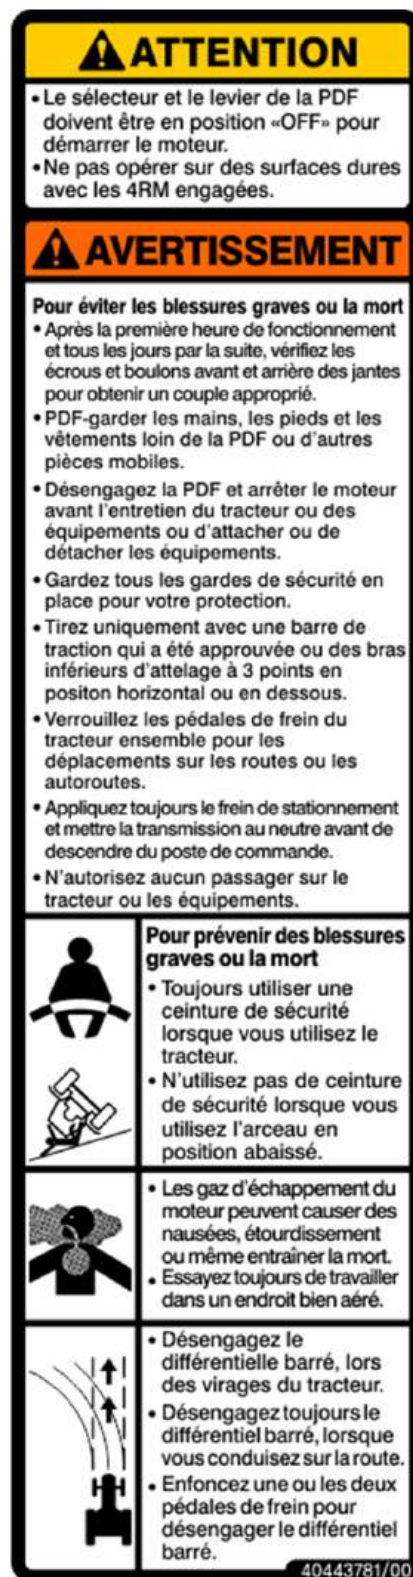 ATTENTION
• Le sélecteur et le levier de la PDF
doivent être en position «OFF» pour
démarrer le moteur.
• Ne pas opérer sur des surfaces dures
avec les 4RM engagées.
AVERTISSEMENT
Pour éviter les blessures graves ou la mort
• Après la première heure de fonctionnement
et tous les jours par la suite, vérifiez les
écrous et boulons avant et arrière des jantes
pour obtenir un couple approprié.
• PDF-garder les mains, les pieds et les
vêtements loin de la PDF ou d'autres
pièces mobiles.
• Désengagez la PDF et arrêter le moteur
avant l'entretien du tracteur ou des
équipements ou d'attacher ou de
détacher les équipements.
• Gardez tous les gardes de sécurité en
place pour votre protection.
• Tirez uniquement avec une barre de
traction qui a été approuvée ou des bras
inférieurs d'attelage à 3 points en
positon horizontal ou en dessous.
• Verrouillez les pédales de frein du
tracteur ensemble pour les
déplacements sur les routes ou les
autoroutes.
• Appliquez toujours le frein de stationnement
et mettre la transmission au neutre avant de
descendre du poste de commande.
• N'autorisez aucun passager sur le
tracteur ou les équipements.
Pour prévenir des blessures
graves ou la mort
• Toujours utiliser une
ceinture de sécurité
lorsque vous utilisez le
tracteur.
• N'utilisez pas de ceinture
de sécurité lorsque vous
utilisez l'arceau en
position abaissé.
• Les gaz d'échappement du
moteur peuvent causer des
nausées, étourdissement
ou même entraîner la mort.
• Essayez toujours de travailler
dans un endroit bien aéré.
• Désengagez le
différentielle barré, lors
des virages du tracteur.
• Désengagez toujours le
différentiel barré, lorsque
vous conduisez sur la route.
• Enfoncez une ou les deux
pédales de frein pour
désengager le différentiel
barré.
40443781/00